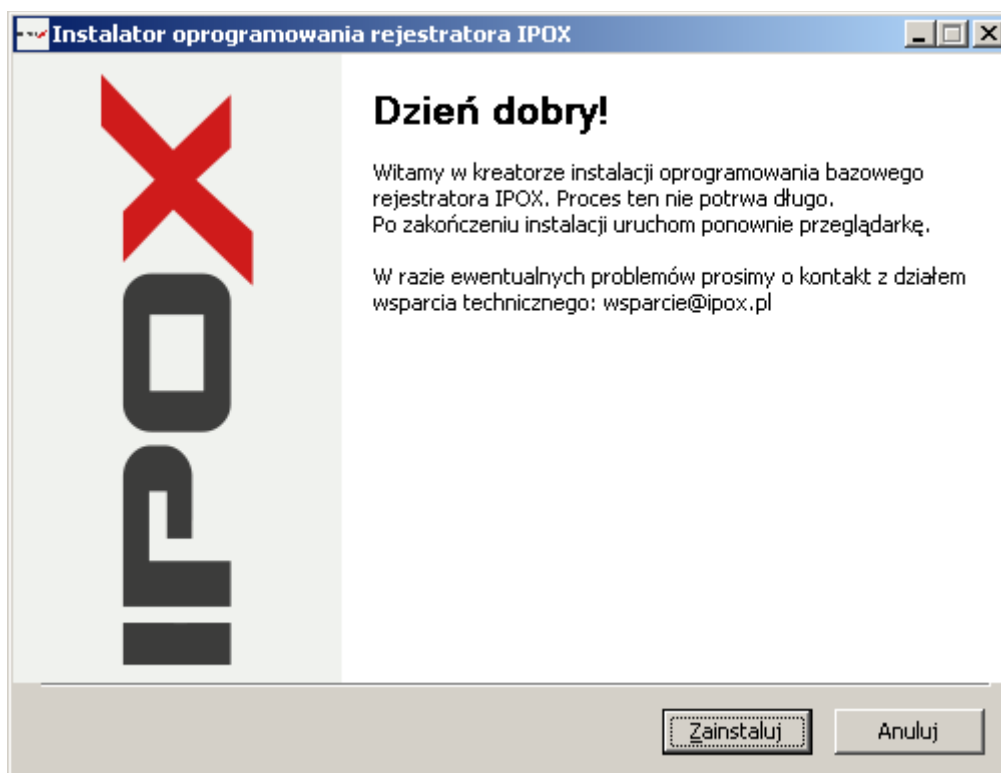 Instalator oprogramowania rejestratora IPOX
IPOX
Dzień dobry!
Witamy w kreatorze instalacji oprogramowania bazowego
rejestratora IPOX. Proces ten nie potrwa długo.
Po zakończeniu instalacji uruchom ponownie przeglądarkę.
W razie ewentualnych problemów prosimy o kontakt z działem
wsparcia technicznego: wsparcie@ipox.pl
Zainstaluj
Anuluj